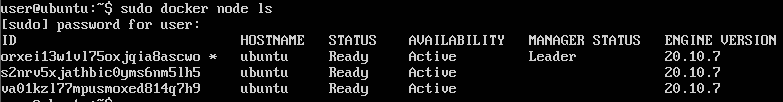 user@ubuntu:~$ sudo docker node ls
[sudo] password for user:
ID HOSTNAME STATUS AVAILABILITY MANAGER STATUS ENGINE VERSION
orxei13w1vl75oxjqia8ascwo * ubuntu Ready Active Leader 20.10.7
s2nrv5xjathbic0yms6nm5lh5 ubuntu Ready Active 20.10.7
va01kzl77mpusmoxed814q7h9 ubuntu Ready Active 20.10.7